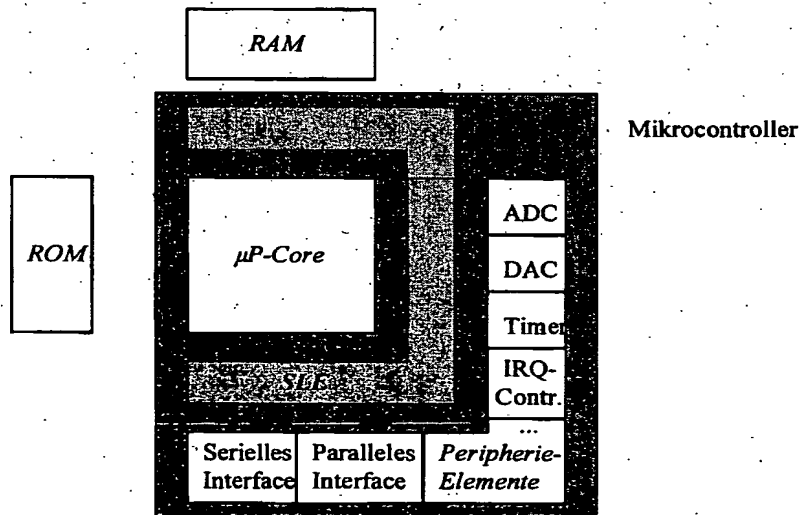 RAM
Mikrocontroller
ROM
µP-Core
ADC
DAC
Timer
IRQ-
Contr.
...
SLE
Serielles
Interface
Paralleles
Interface
Peripherie-
Elemente